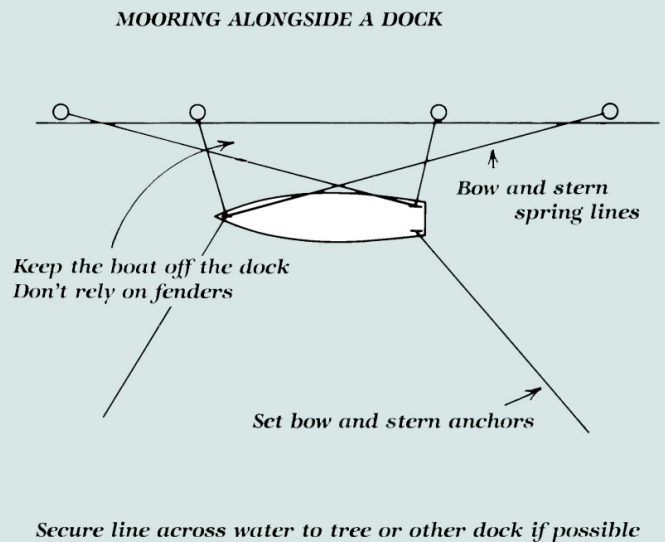 MOORING ALONGSIDE A DOCK
Bow and stern
spring lines
Keep the boat off the dock
Don't rely on fenders
Set bow and stern anchors
Secure line across water to tree or other dock if possible